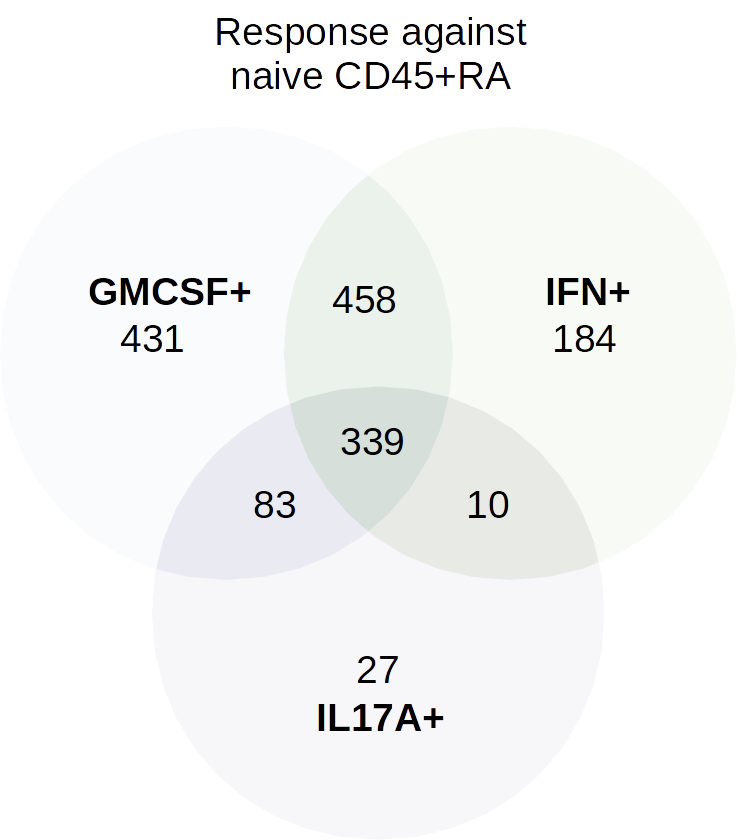 Response against
naive CD45+RA
GMCSF+
431
458
IFN+
184
339
83
10
27
IL17A+